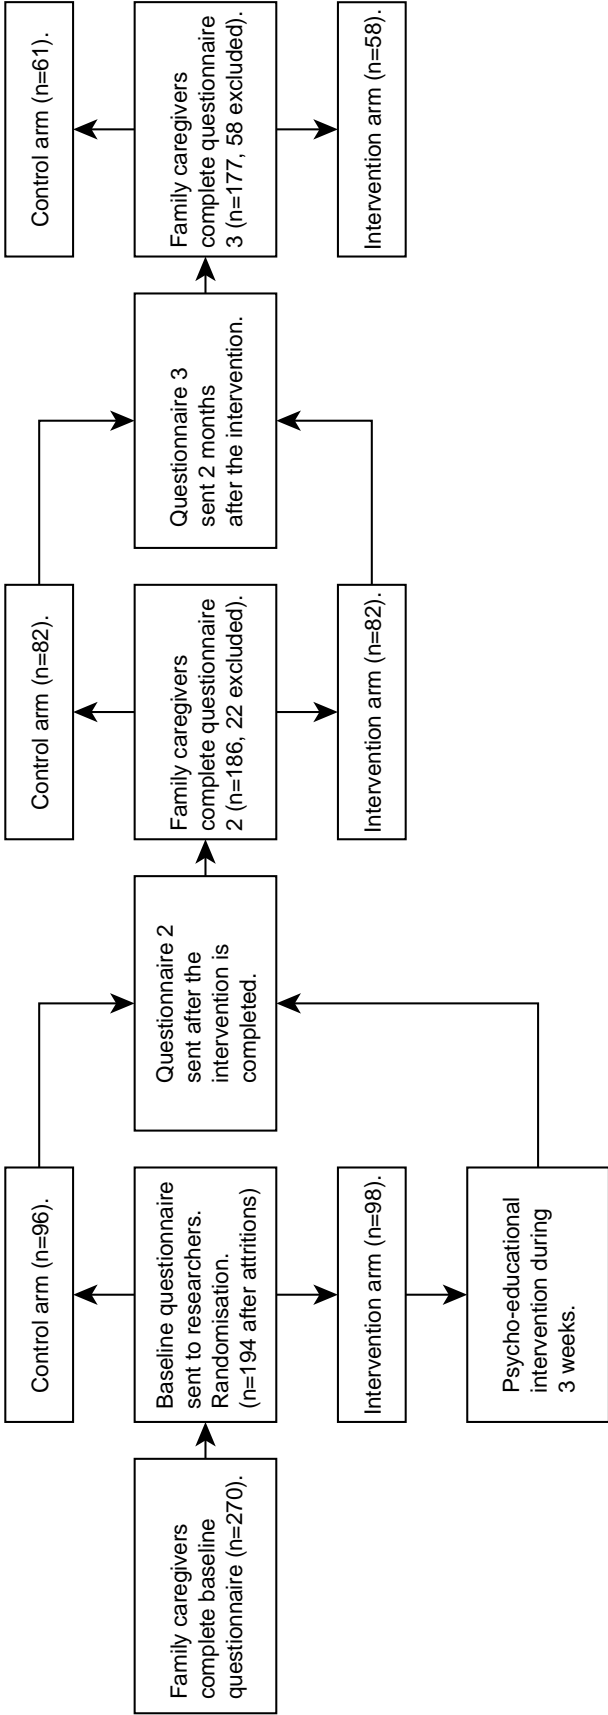 Family caregivers
complete baseline
questionnaire (n=270).
Control arm (n=96).
Baseline questionnaire
sent to researchers.
Randomisation.
(n=194 after attritions)
Intervention arm (n=98).
Psycho-educational
intervention during
3 weeks.
Questionnaire 2
sent after the
intervention is
completed.
Control arm (n=82).
Family caregivers
complete questionnaire
2 (n=186, 22 excluded).
Intervention arm (n=82).
Questionnaire 3
sent 2 months
after the intervention.
Control arm (n=61).
Family caregivers
complete questionnaire
3 (n=177, 58 excluded).
Intervention arm (n=58).